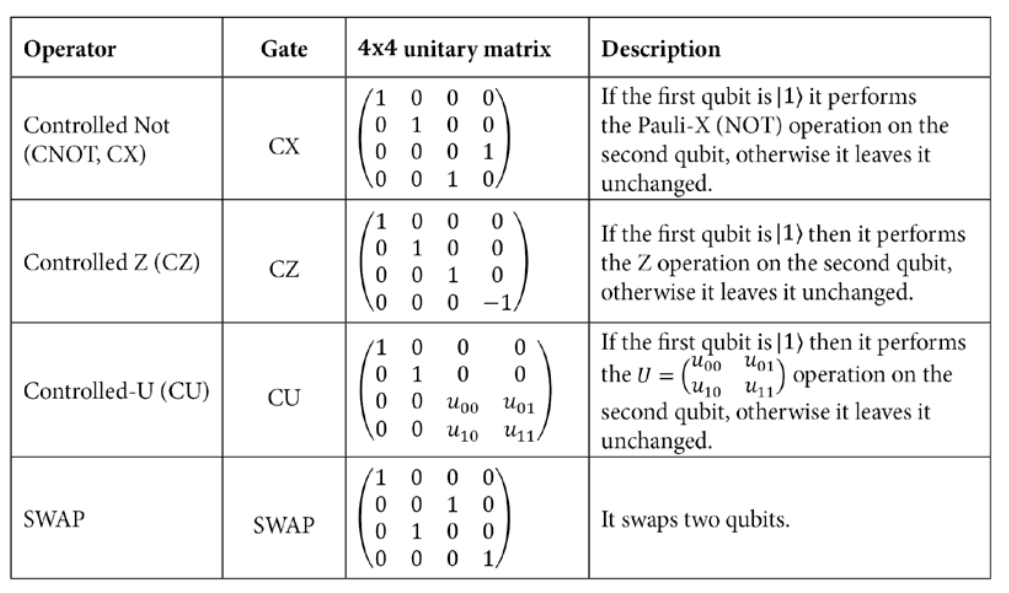 Operator Gate 4x4 unitary matrix Description
Controlled Not
(CNOT, CX)
CX
1 0 0 0
0 1 0 0
0 0 0 1
0 0 1 0
If the first qubit is |1⟩ it performs
the Pauli-X (NOT) operation on the
second qubit, otherwise it leaves it
unchanged.
Controlled Z (CZ)
CZ
1 0 0 0
0 1 0 0
0 0 1 0
0 0 0 −1
If the first qubit is |1⟩ then it performs
the Z operation on the second qubit,
otherwise it leaves it unchanged.
Controlled-U (CU)
CU
1 0 0 0
0 1 0 0
0 0 u₀₀ u₀₁
0 0 u₁₀ u₁₁
If the first qubit is |1⟩ then it performs
the U = (u₀₀ u₀₁ u₁₀ u₁₁) operation on the
second qubit, otherwise it leaves it
unchanged.
SWAP
SWAP
1 0 0 0
0 0 1 0
0 1 0 0
0 0 0 1
It swaps two qubits.